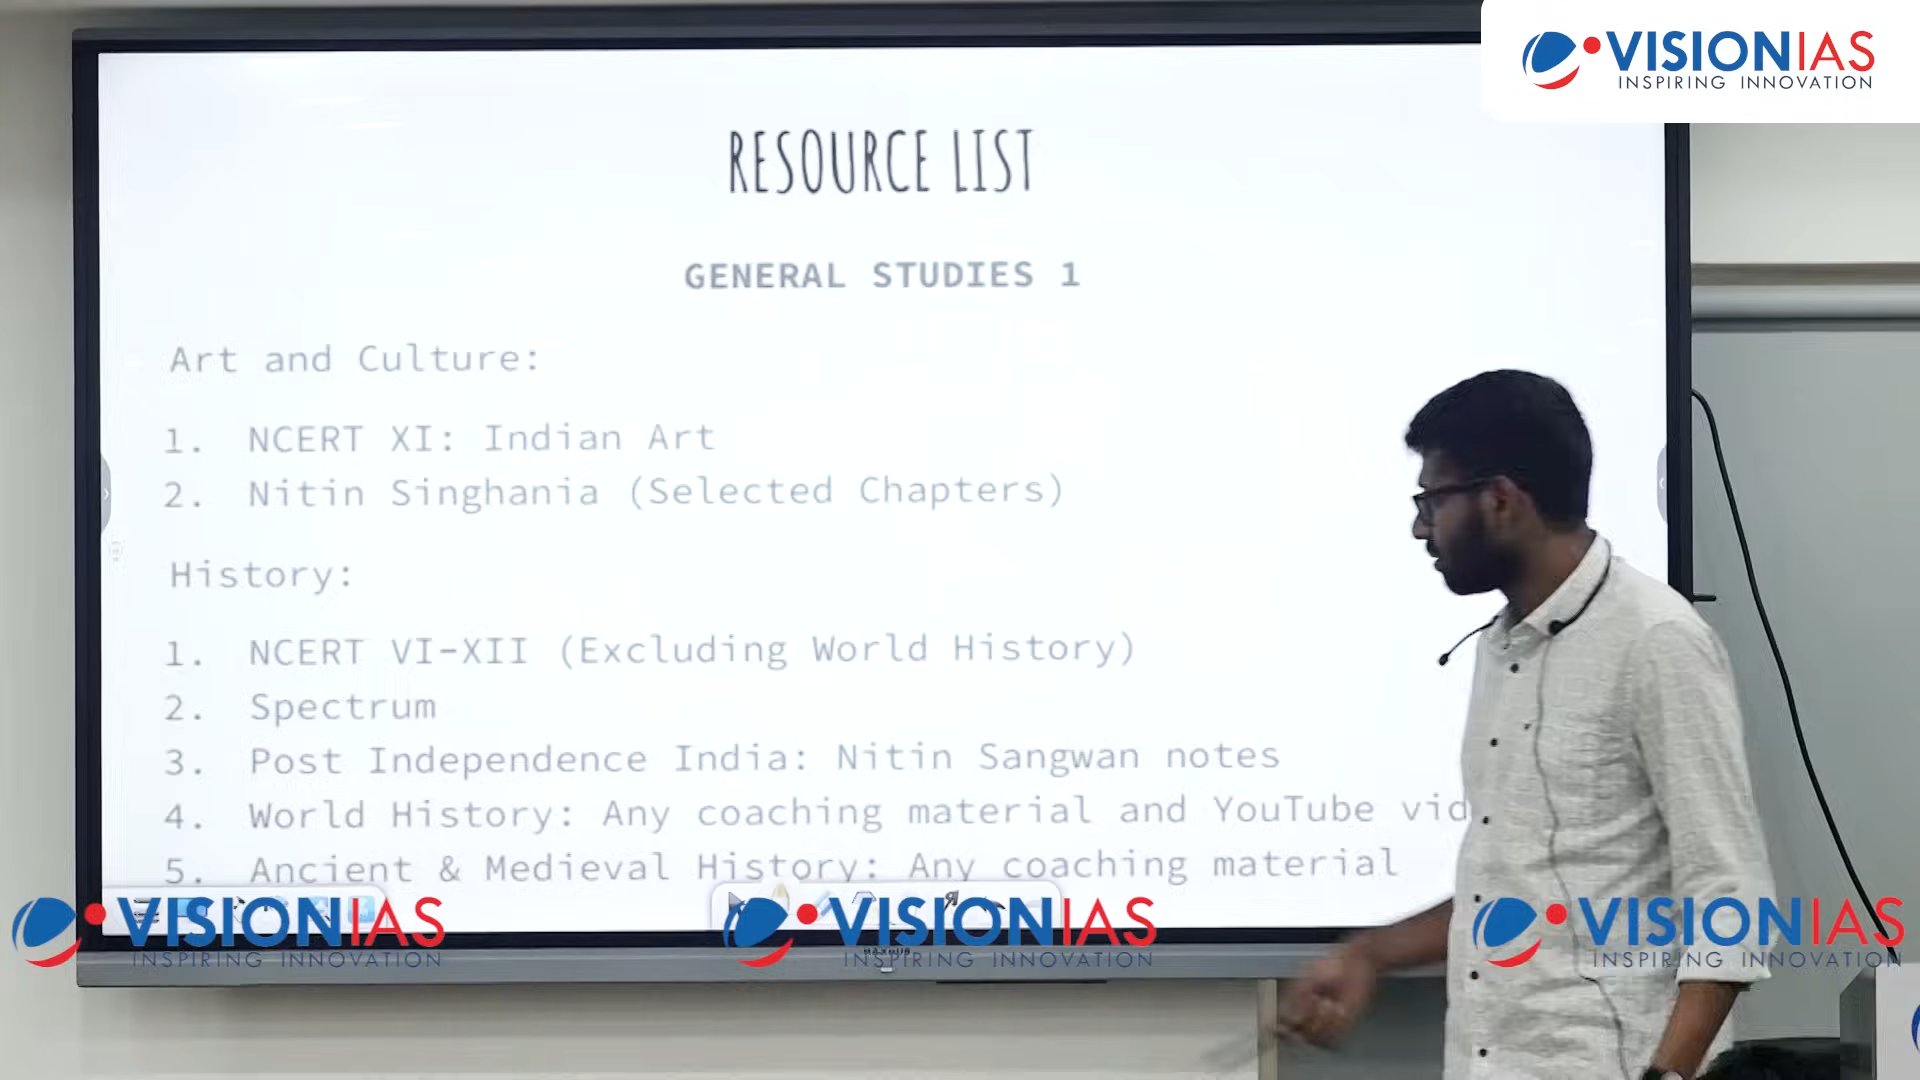 VISIONIAS
INSPIRING INNOVATION
RESOURCE LIST
GENERAL STUDIES 1
Art and Culture:
1. NCERT XI: Indian Art
2. Nitin Singhania (Selected Chapters)
History:
1. NCERT VI-XII (Excluding World History)
2. Spectrum
3. Post Independence India: Nitin Sangwan notes
4. World History: Any coaching material and YouTube vid
5. Ancient & Medieval History: Any coaching material
VISIONIAS
INSPIRING INNOVATION
VISIONIAS
INSPIRING INNOVATION
VISIONIAS
INSPIRING INNOVATION